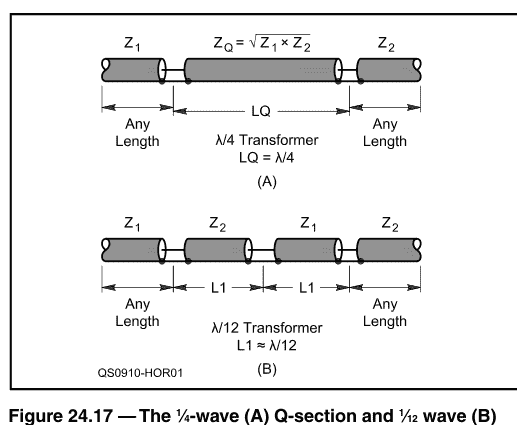 Z₁ Z_Q = √Z₁ × Z₂ Z₂
LQ
Any Length
λ/4 Transformer
LQ = λ/4
Any Length
(A)
Z₁ Z₂ Z₁ Z₂
L1 L1
Any Length
λ/12 Transformer
L1 ≈ λ/12
Any Length
QS0910-HOR01
(B)
Figure 24.17 — The ¼-wave (A) Q-section and ¹⁄₁₂ wave (B)